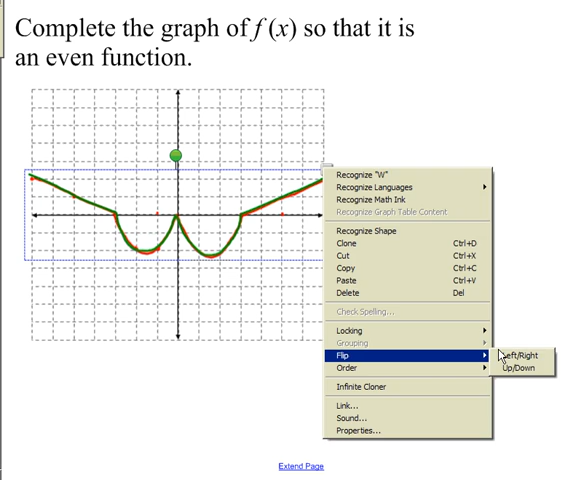 Complete the graph of f (x) so that it is
an even function.
Recognize "W"
Recognize Languages
Recognize Math Ink
Recognize Graph Table Content
Recognize Shape
Clone Ctrl+D
Cut Ctrl+X
Copy Ctrl+C
Paste Ctrl+V
Delete Del
Check Spelling...
Locking
Grouping
Flip
Left/Right
Order
Up/Down
Infinite Cloner
Link...
Sound...
Properties...
Extend Page